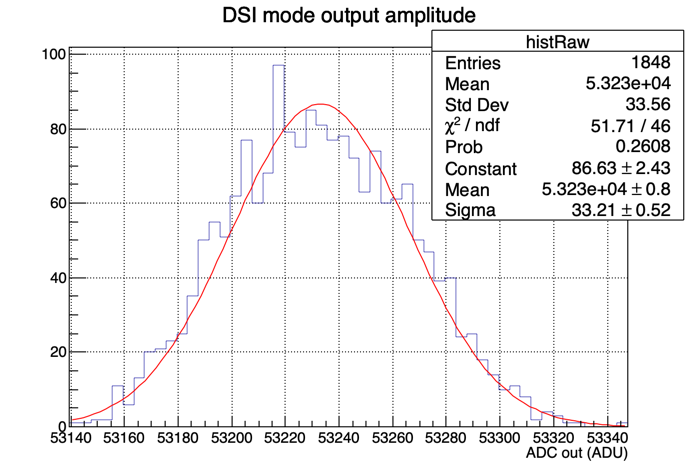 DSI mode output amplitude
histRaw
Entries 1848
Mean 5.323e+04
Std Dev 33.56
χ² / ndf 51.71 / 46
Prob 0.2608
Constant 86.63 ± 2.43
Mean 5.323e+04 ± 0.8
Sigma 33.21 ± 0.52
100
80
60
40
20
0
53140 53160 53180 53200 53220 53240 53260 53280 53300 53320 53340
ADC out (ADU)